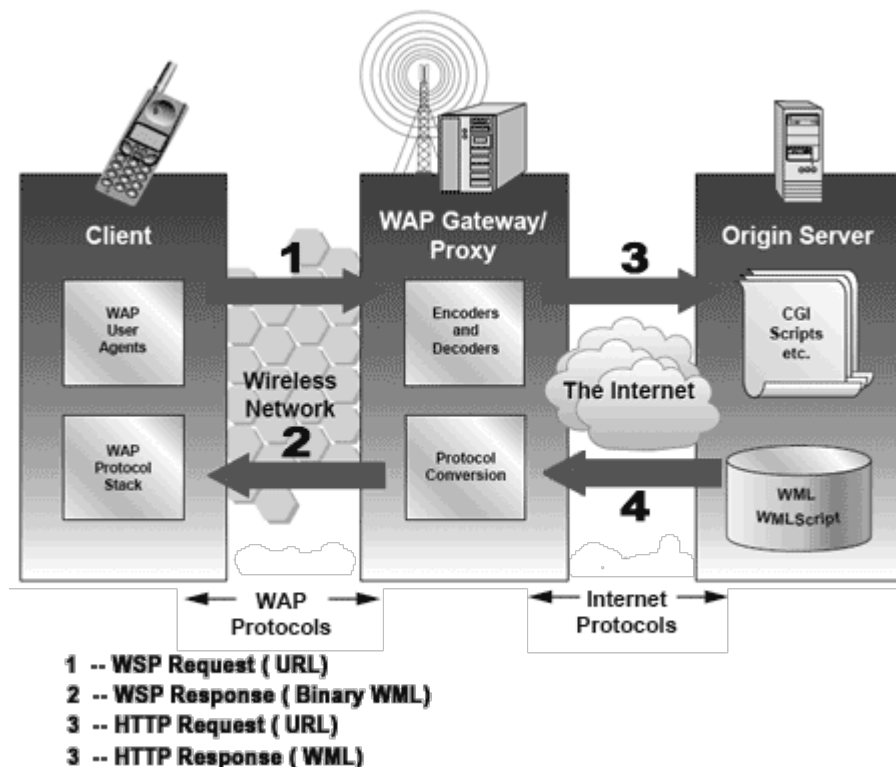 Client
WAP
User
Agents
WAP
Protocol
Stack
1
Wireless
Network
2
WAP Gateway/
Proxy
Encoders
and
Decoders
Protocol
Conversion
3
The Internet
4
Origin Server
CGI
Scripts
etc.
WML
WMLScript
WAP
Protocols
Internet
Protocols
1 -- WSP Request ( URL)
2 -- WSP Response ( Binary WML)
3 -- HTTP Request ( URL)
3 -- HTTP Response ( WML)